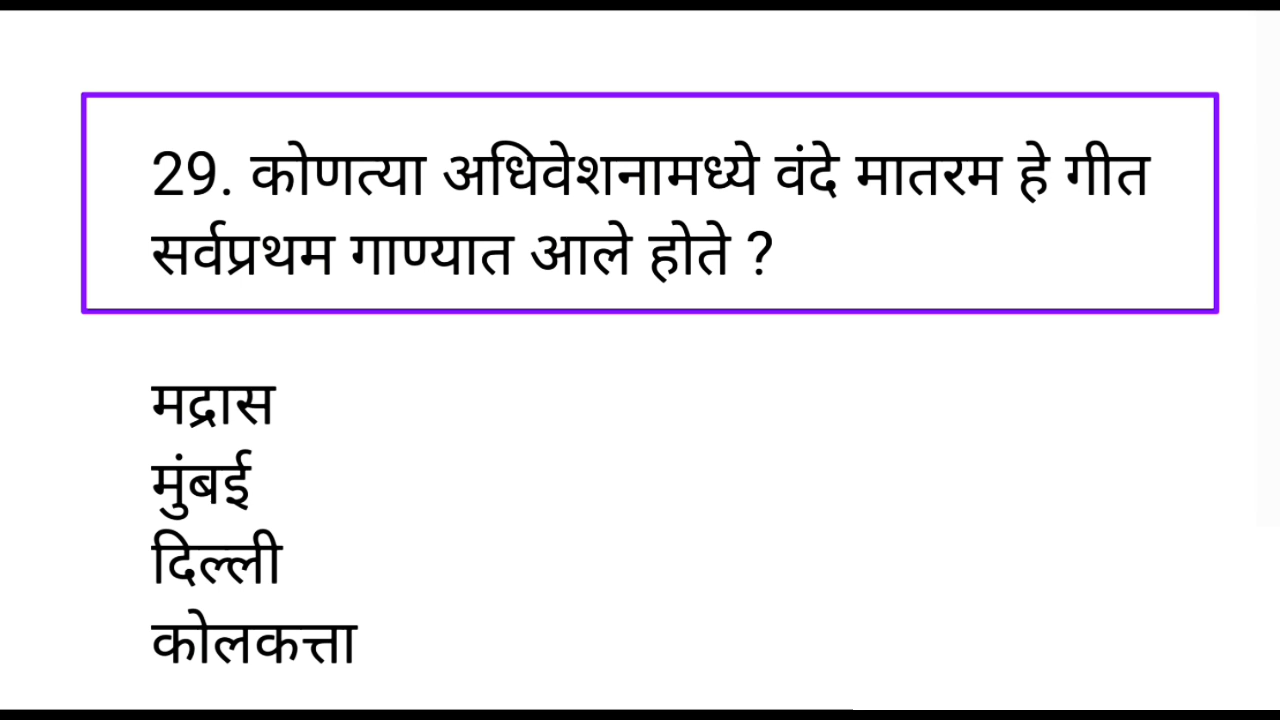 29. कोणत्या अधिवेशनामध्ये वंदे मातरम हे गीत
सर्वप्रथम गाण्यात आले होते ?
मद्रास
मुंबई
दिल्ली
कोलकत्ता